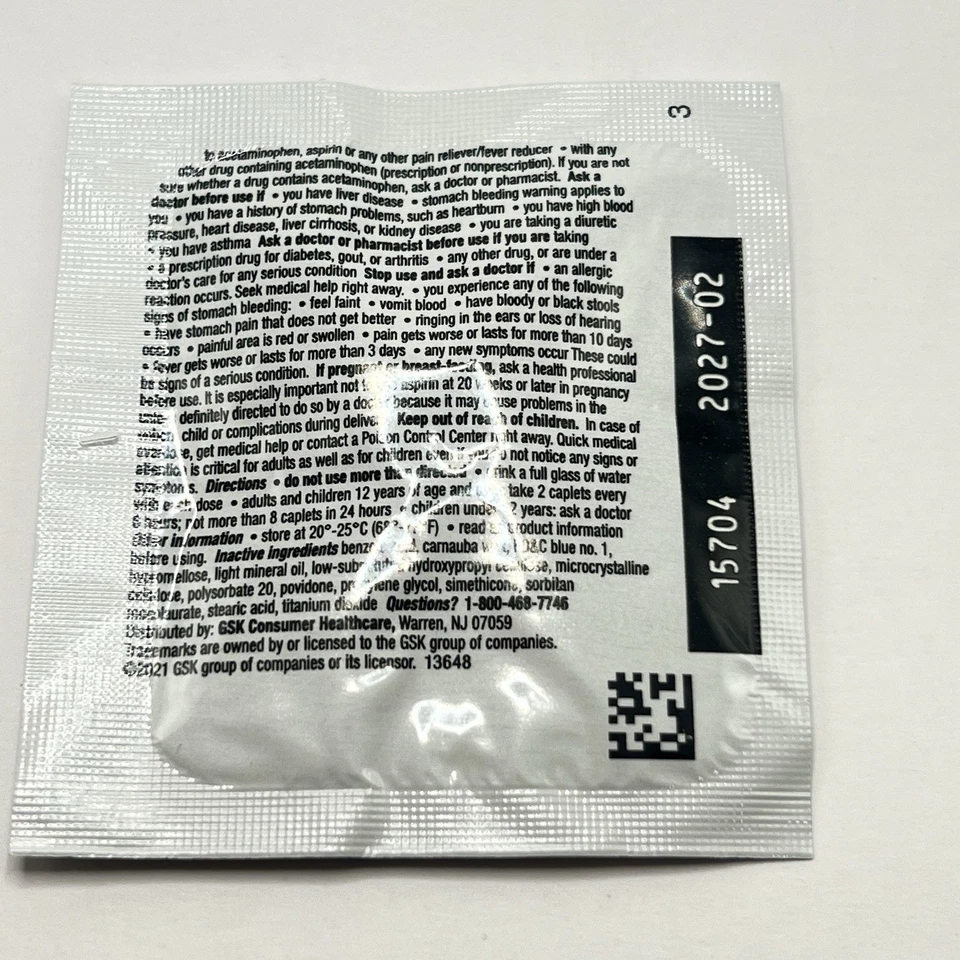 3
to acetaminophen, aspirin or any other pain reliever/fever reducer • with any
other drug containing acetaminophen (prescription or nonprescription). If you are not
sure whether a drug contains acetaminophen, ask a doctor or pharmacist. Ask a
doctor before use if • you have liver disease • stomach bleeding warning applies to
you • you have a history of stomach problems, such as heartburn • you have high blood
pressure, heart disease, liver cirrhosis, or kidney disease • you are taking a diuretic
• you have asthma Ask a doctor or pharmacist before use if you are taking
• a prescription drug for diabetes, gout, or arthritis • any other drug, or are under a
doctor's care for any serious condition Stop use and ask a doctor if • an allergic
reaction occurs. Seek medical help right away. • you experience any of the following
signs of stomach bleeding: • feel faint • vomit blood • have bloody or black stools
• have stomach pain that does not get better • ringing in the ears or loss of hearing
occurs • painful area is red or swollen • pain gets worse or lasts for more than 10 days
• fever gets worse or lasts for more than 3 days • any new symptoms occur These could
be signs of a serious condition. If pregnant or breast-feeding, ask a health professional
before use. It is especially important not aspirin at 20 weeks or later in pregnancy
unless definitely directed to do so by a doctor because it may cause problems in the
unborn child or complications during delivery. Keep out of reach of children. In case of
overdose, get medical help or contact a Poison Control Center right away. Quick medical
attention is critical for adults as well as for children even if you do not notice any signs or
symptoms. Directions • do not use more than directed • drink a full glass of water
with each dose • adults and children 12 years of age and take 2 caplets every
6 hours; not more than 8 caplets in 24 hours • children under 12 years: ask a doctor
Other information • store at 20°-25°C (68° °F) • read product information
before using. Inactive ingredients benzoic acid, carnauba wax, FD&C blue no. 1,
hypromellose, light mineral oil, low-substituted hydroxypropyl cellulose, microcrystalline
cellulose, polysorbate 20, povidone, propylene glycol, simethicone, sorbitan
monolaurate, stearic acid, titanium dioxide Questions? 1-800-468-7746
Distributed by: GSK Consumer Healthcare, Warren, NJ 07059
Trademarks are owned by or licensed to the GSK group of companies.
©2021 GSK group of companies or its licensor. 13648
15704 2027-02